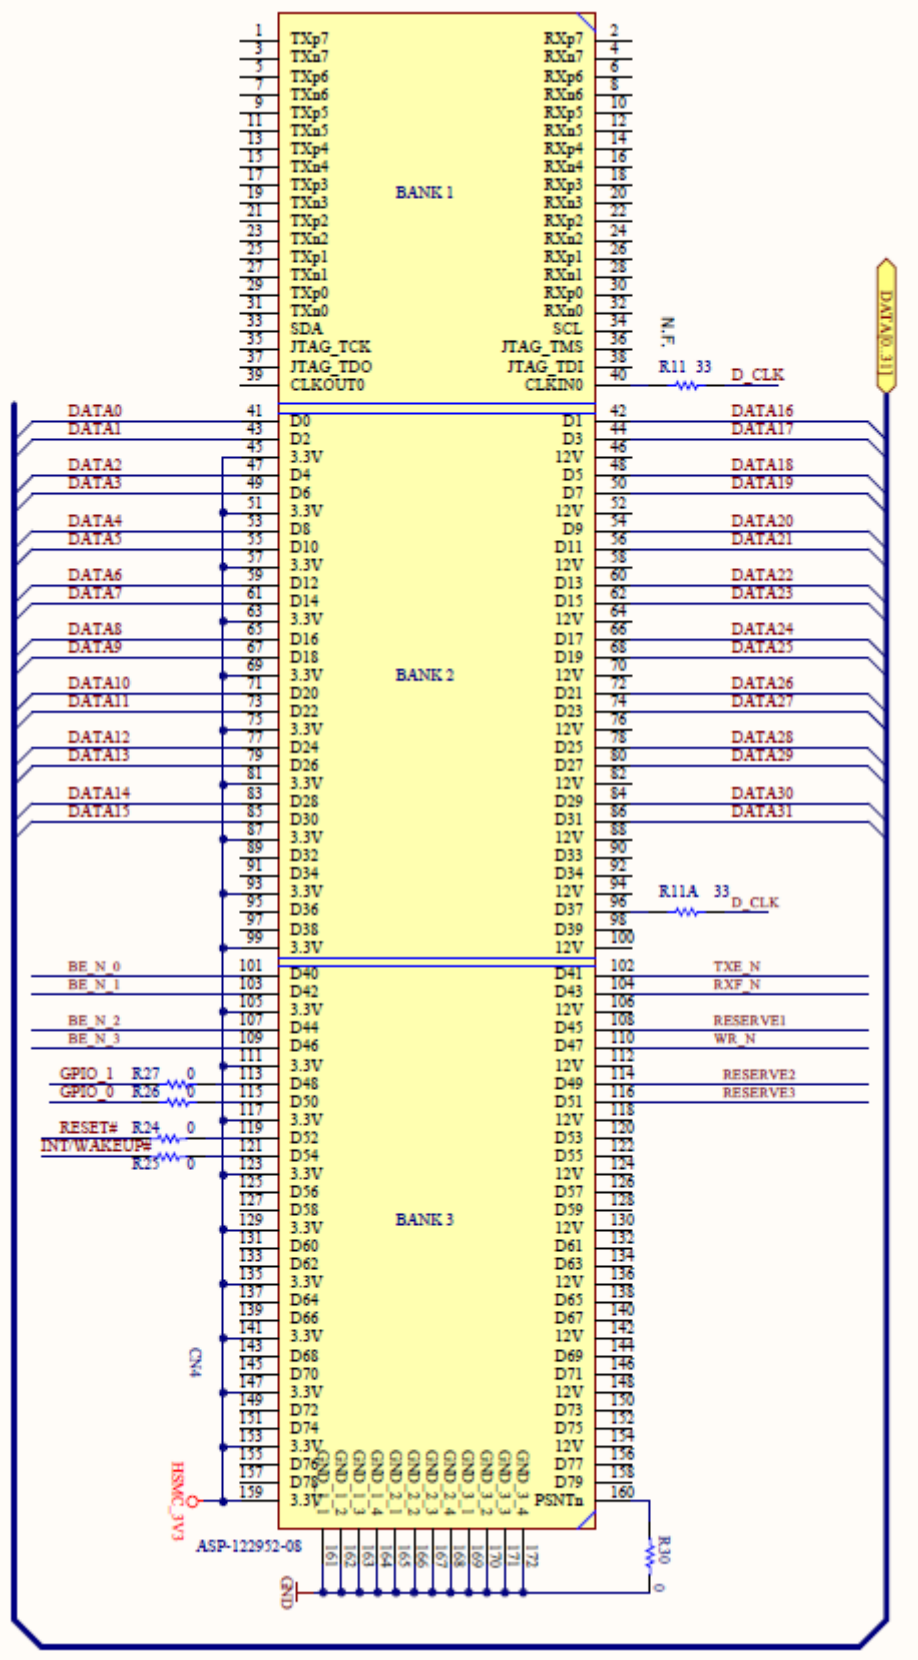 1 TXp7 RXp7 2
3 TXn7 RXn7 4
5 TXp6 RXp6 6
7 TXn6 RXn6 8
9 TXp5 RXp5 10
11 TXn5 RXn5 12
13 TXp4 RXp4 14
15 TXn4 RXn4 16
17 TXp3 RXp3 18
BANK 1
19 TXn3 RXn3 20
21 TXp2 RXp2 22
23 TXn2 RXn2 24
25 TXp1 RXp1 26
27 TXn1 RXn1 28
29 TXp0 RXp0 30
31 TXn0 RXn0 32
33 SDA SCL 34
35 JTAG_TCK JTAG_TMS 36
N.F.
37 JTAG_TDO JTAG_TDI 38
39 CLKOUT0 CLKIN0 40 R11 33 D_CLK
DATA[0..31]
DATA0 41 D0 D1 42 DATA16
DATA1 43 D2 D3 44 DATA17
45 3.3V 12V 46
DATA2 47 D4 D5 48 DATA18
DATA3 49 D6 D7 50 DATA19
51 3.3V 12V 52
DATA4 53 D8 D9 54 DATA20
DATA5 55 D10 D11 56 DATA21
57 3.3V 12V 58
DATA6 59 D12 D13 60 DATA22
DATA7 61 D14 D15 62 DATA23
63 3.3V 12V 64
DATA8 65 D16 D17 66 DATA24
DATA9 67 D18 D19 68 DATA25
69 3.3V BANK 2 12V 70
DATA10 71 D20 D21 72 DATA26
DATA11 73 D22 D23 74 DATA27
75 3.3V 12V 76
DATA12 77 D24 D25 78 DATA28
DATA13 79 D26 D27 80 DATA29
81 3.3V 12V 82
DATA14 83 D28 D29 84 DATA30
DATA15 85 D30 D31 86 DATA31
87 3.3V 12V 88
89 D32 D33 90
91 D34 D34 92
93 3.3V 12V 94
95 D36 D37 96 R11A 33 D_CLK
97 D38 D39 98
99 3.3V 12V 100
BE_N_0 101 D40 D41 102 TXE_N
BE_N_1 103 D42 D43 104 RXF_N
105 3.3V 12V 106
BE_N_2 107 D44 D45 108 RESERVE1
BE_N_3 109 D46 D47 110 WR_N
111 3.3V 12V 112
GPIO_1 R27 0 113 D48 D49 114 RESERVE2
GPIO_0 R26 0 115 D50 D51 116 RESERVE3
117 3.3V 12V 118
RESET# R24 0 119 D52 D53 120
INT/WAKEUP# R25 0 121 D54 D55 122
123 3.3V 12V 124
125 D56 D57 126
127 D58 D59 128
BANK 3
129 3.3V 12V 130
131 D60 D61 132
133 D62 D63 134
135 3.3V 12V 136
137 D64 D65 138
139 D66 D67 140
141 3.3V 12V 142
143 D68 D69 144
CN4
145 D70 D71 146
147 3.3V 12V 148
149 D72 D73 150
151 D74 D75 152
153 3.3V 12V 154
155 D76 D77 156
157 D78 D79 158
159 3.3V PSNTn 160
HSMC_3V3
GND_1_1
GND_1_2
GND_1_3
GND_1_4
GND_2_1
GND_2_2
GND_2_3
GND_2_4
GND_3_1
GND_3_2
GND_3_3
GND_3_4
ASP-122952-08
161 162 163 164 165 166 167 168 169 170 171 172
R30 0
GND